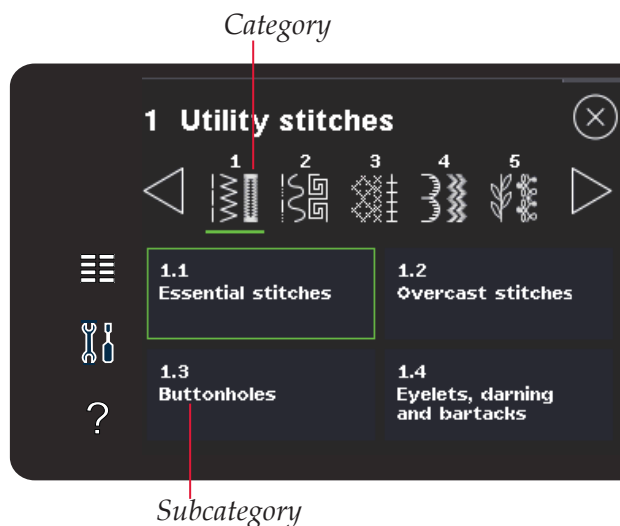 Category
1 Utility stitches
1 2 3 4 5
1.1
Essential stitches
1.2
Overcast stitches
1.3
Buttonholes
1.4
Eyelets, darning
and bartacks
?
Subcategory